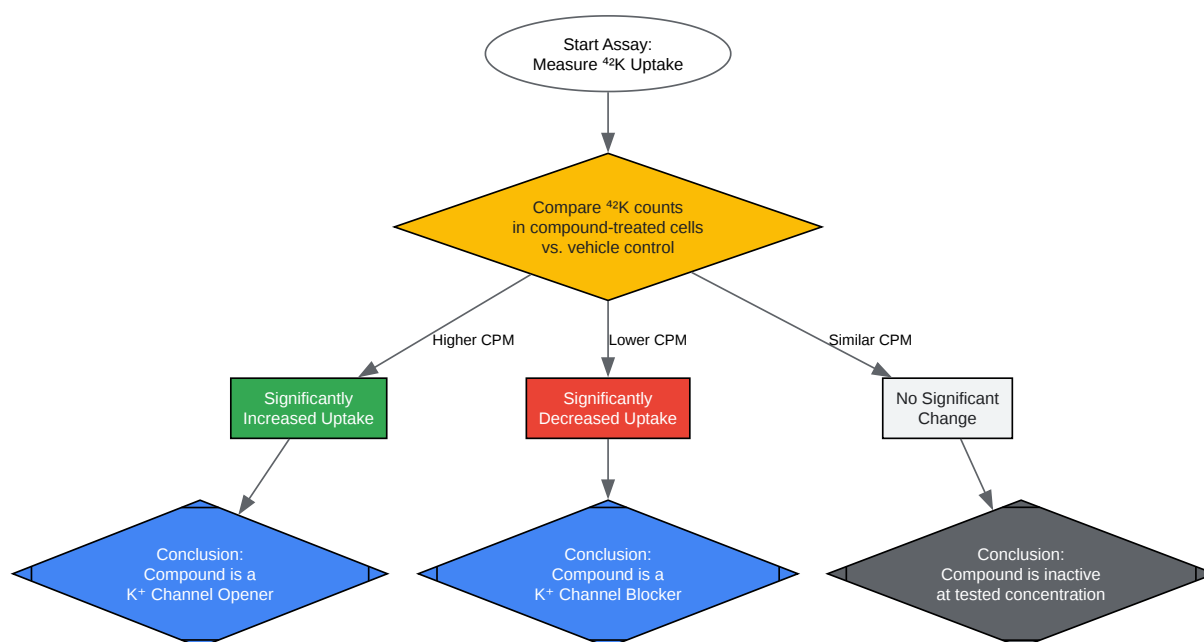 Start Assay:
Measure ⁴²K Uptake
Compare ⁴²K counts
in compound-treated cells
vs. vehicle control
Higher CPM
Lower CPM
Similar CPM
Significantly
Increased Uptake
Significantly
Decreased Uptake
No Significant
Change
Conclusion:
Compound is a
K⁺ Channel Opener
Conclusion:
Compound is a
K⁺ Channel Blocker
Conclusion:
Compound is inactive
at tested concentration